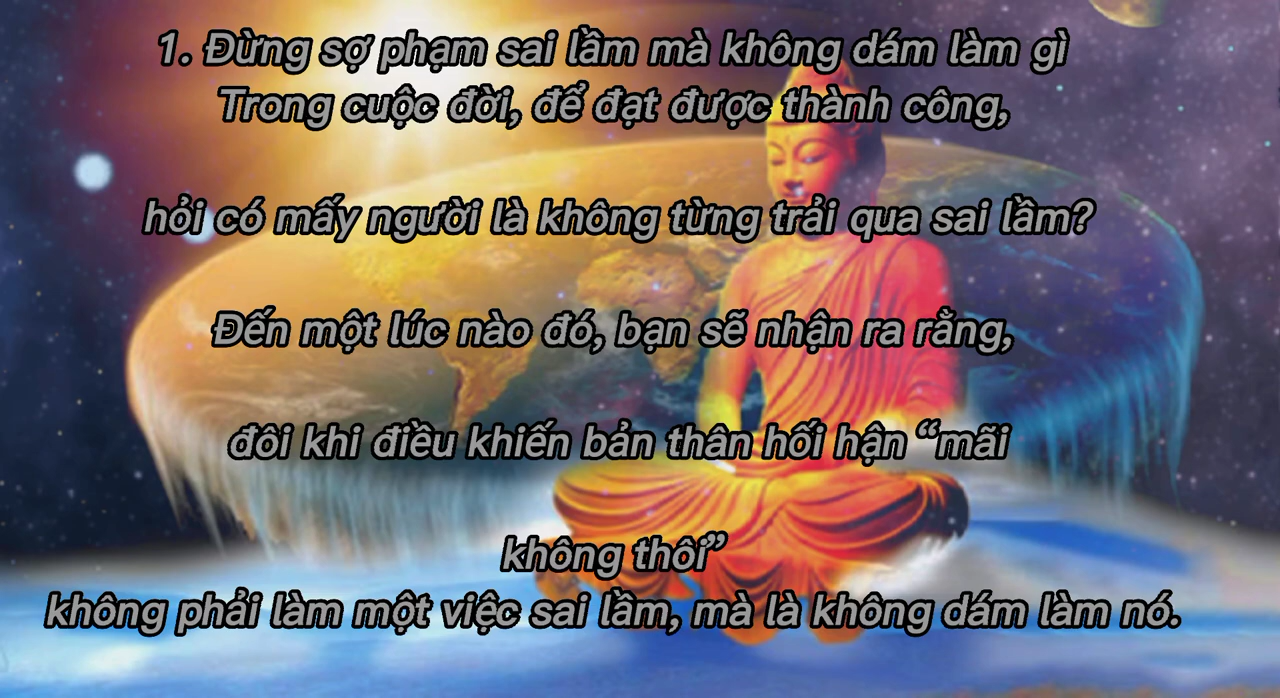 1. Đừng sợ phạm sai lầm mà không dám làm gì
Trong cuộc đời, để đạt được thành công,
hỏi có mấy người là không từng trải qua sai lầm?
Đến một lúc nào đó, bạn sẽ nhận ra rằng,
đôi khi điều khiến bản thân hối hận “mãi
không thôi”
không phải làm một việc sai lầm, mà là không dám làm nó.